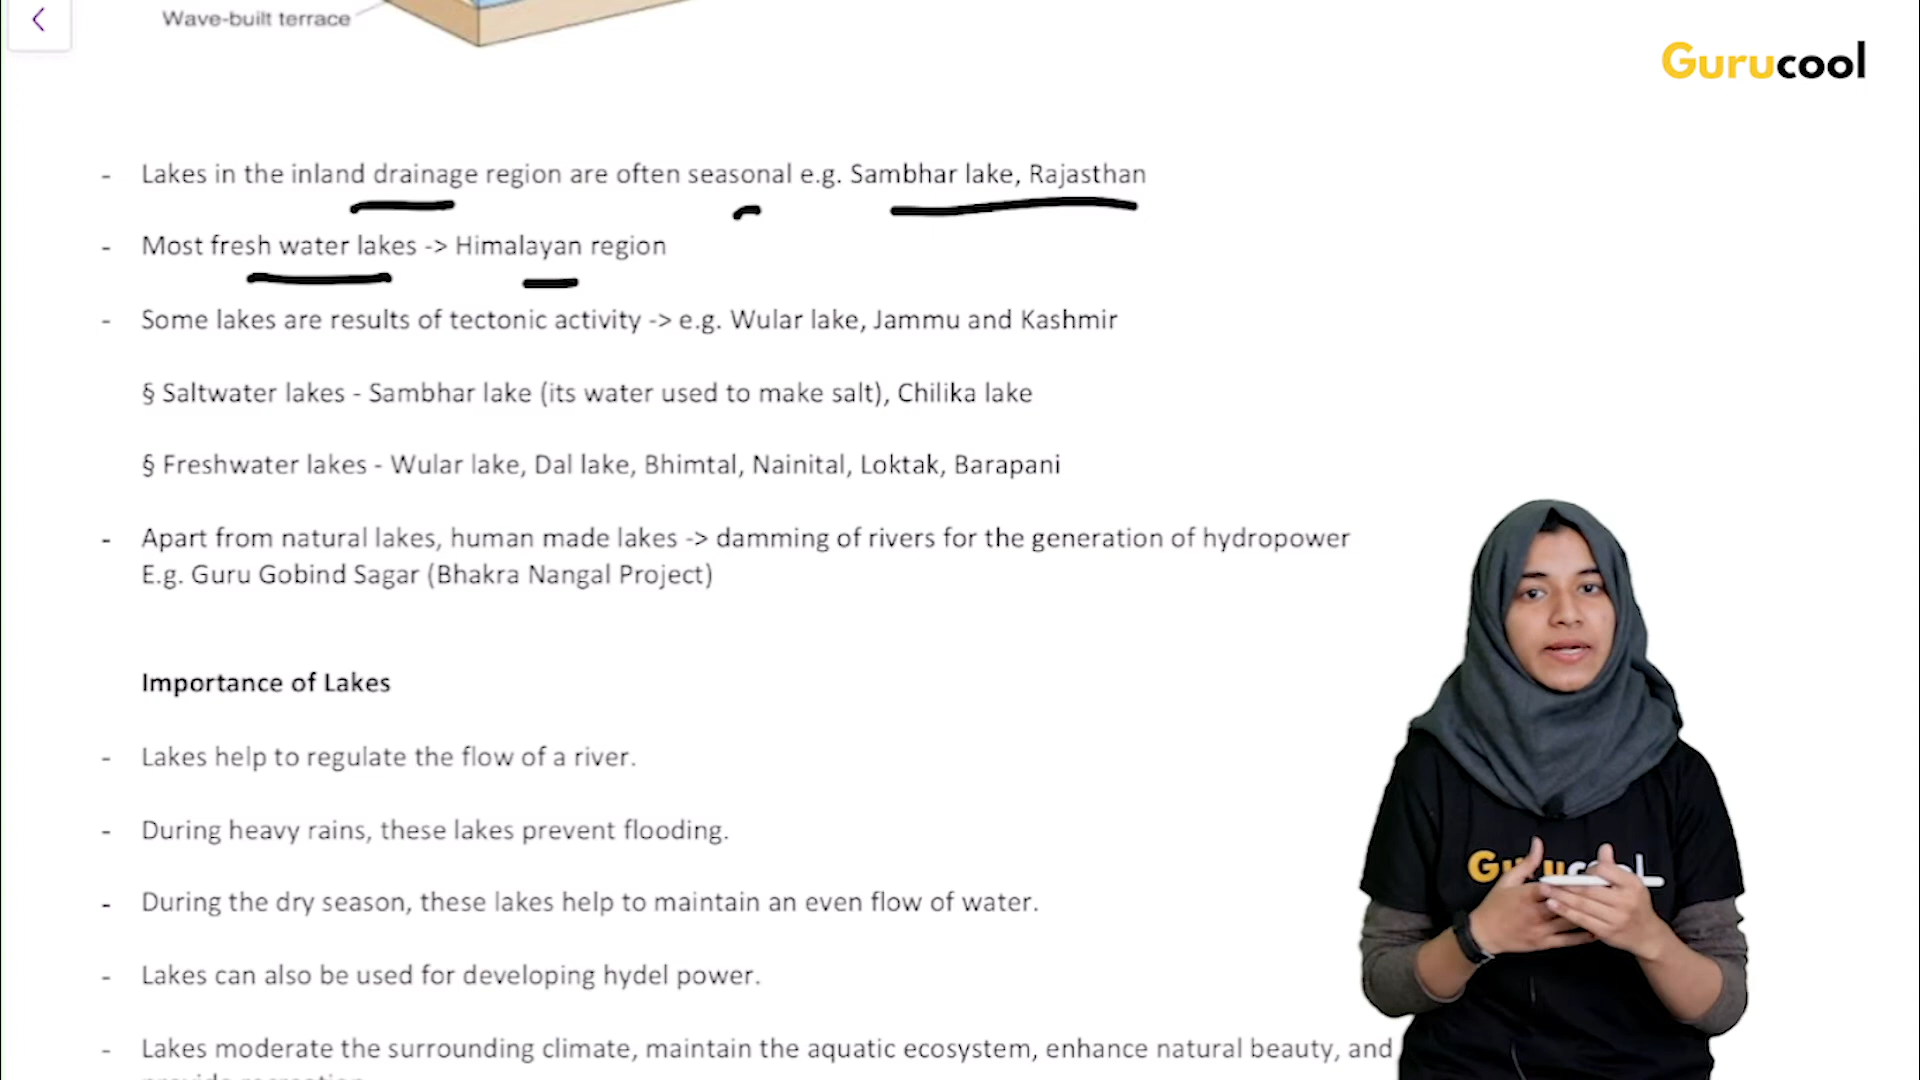 Wave-built terrace
Gurucool
- Lakes in the inland drainage region are often seasonal e.g. Sambhar lake, Rajasthan
- Most fresh water lakes -> Himalayan region
- Some lakes are results of tectonic activity -> e.g. Wular lake, Jammu and Kashmir
§ Saltwater lakes - Sambhar lake (its water used to make salt), Chilika lake
§ Freshwater lakes - Wular lake, Dal lake, Bhimtal, Nainital, Loktak, Barapani
- Apart from natural lakes, human made lakes -> damming of rivers for the generation of hydropower
E.g. Guru Gobind Sagar (Bhakra Nangal Project)
Importance of Lakes
- Lakes help to regulate the flow of a river.
- During heavy rains, these lakes prevent flooding.
- During the dry season, these lakes help to maintain an even flow of water.
- Lakes can also be used for developing hydel power.
- Lakes moderate the surrounding climate, maintain the aquatic ecosystem, enhance natural beauty, and